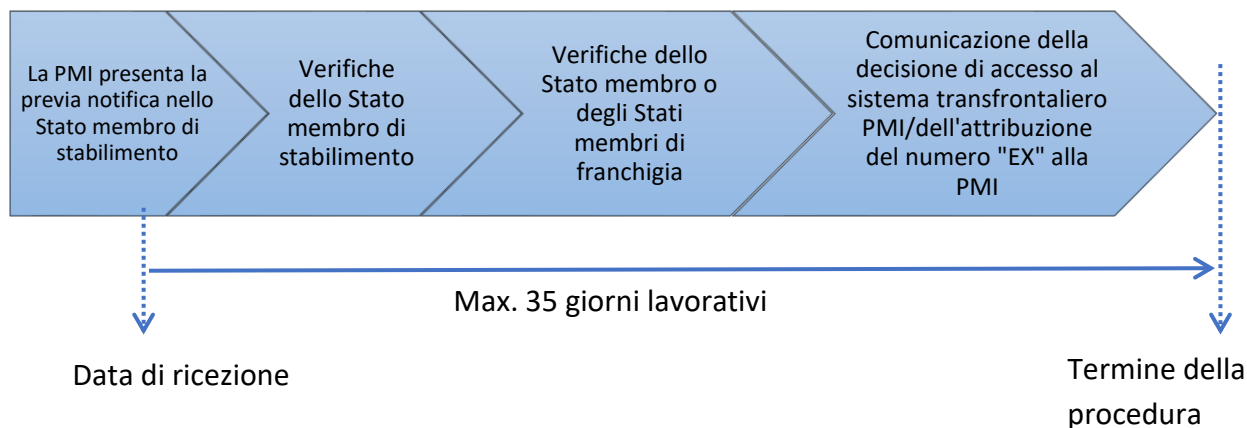 La PMI presenta la
previa notifica nello
Stato membro di
stabilimento
Verifiche
dello Stato
membro di
stabilimento
Verifiche dello
Stato membro o
degli Stati
membri di
franchigia
Comunicazione della
decisione di accesso al
sistema transfrontaliero
PMI/dell'attribuzione
del numero "EX" alla
PMI
Max. 35 giorni lavorativi
Data di ricezione
Termine della
procedura